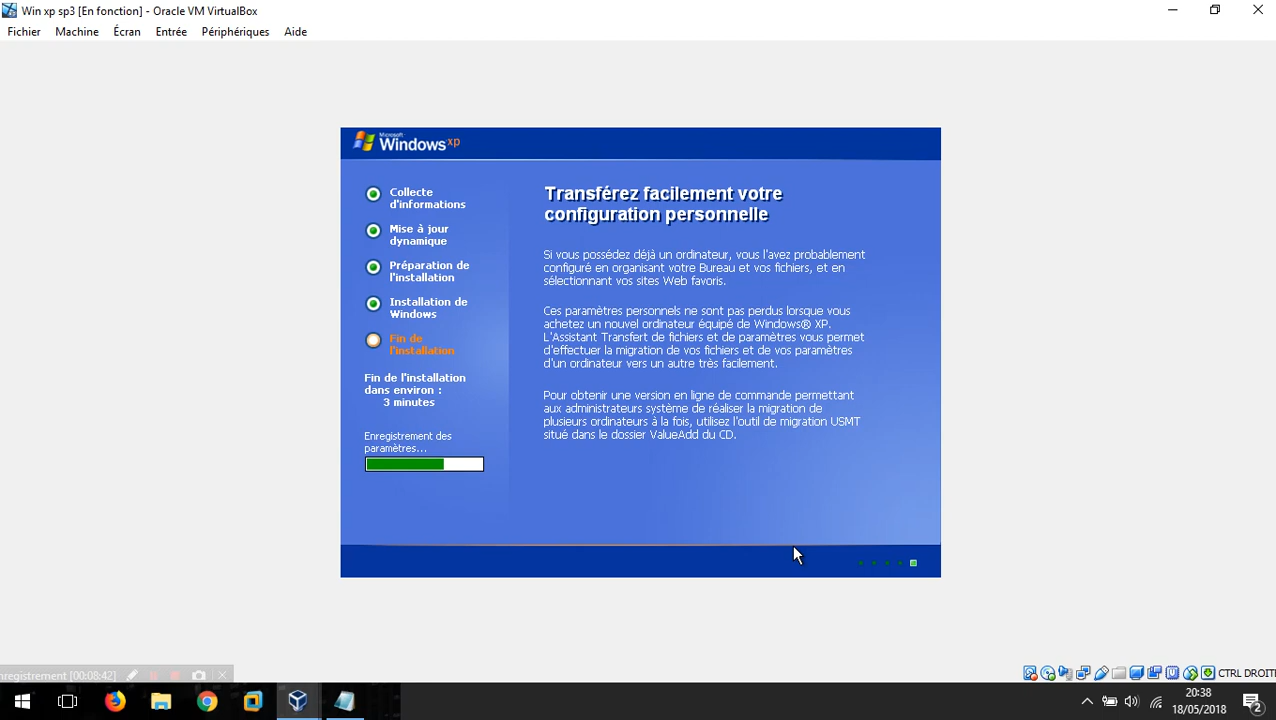 Win xp sp3 [En fonction] - Oracle VM VirtualBox
Fichier Machine Écran Entrée Périphériques Aide
Microsoft
Windows xp
Collecte
d'informations
Mise à jour
dynamique
Préparation de
l'installation
Installation de
Windows
Fin de
l'installation
Fin de l'installation
dans environ :
3 minutes
Enregistrement des
paramètres...
Transférez facilement votre
configuration personnelle
Si vous possédez déjà un ordinateur, vous l'avez probablement
configuré en organisant votre Bureau et vos fichiers, et en
sélectionnant vos sites Web favoris.
Ces paramètres personnels ne sont pas perdus lorsque vous
achetez un nouvel ordinateur équipé de Windows® XP.
L'Assistant Transfert de fichiers et de paramètres vous permet
d'effectuer la migration de vos fichiers et de vos paramètres
d'un ordinateur vers un autre très facilement.
Pour obtenir une version en ligne de commande permettant
aux administrateurs système de réaliser la migration de
plusieurs ordinateurs à la fois, utilisez l'outil de migration USMT
situé dans le dossier ValueAdd du CD.
nregistrement [00:08:42]
CTRL DROITE
20:38
18/05/2018
2